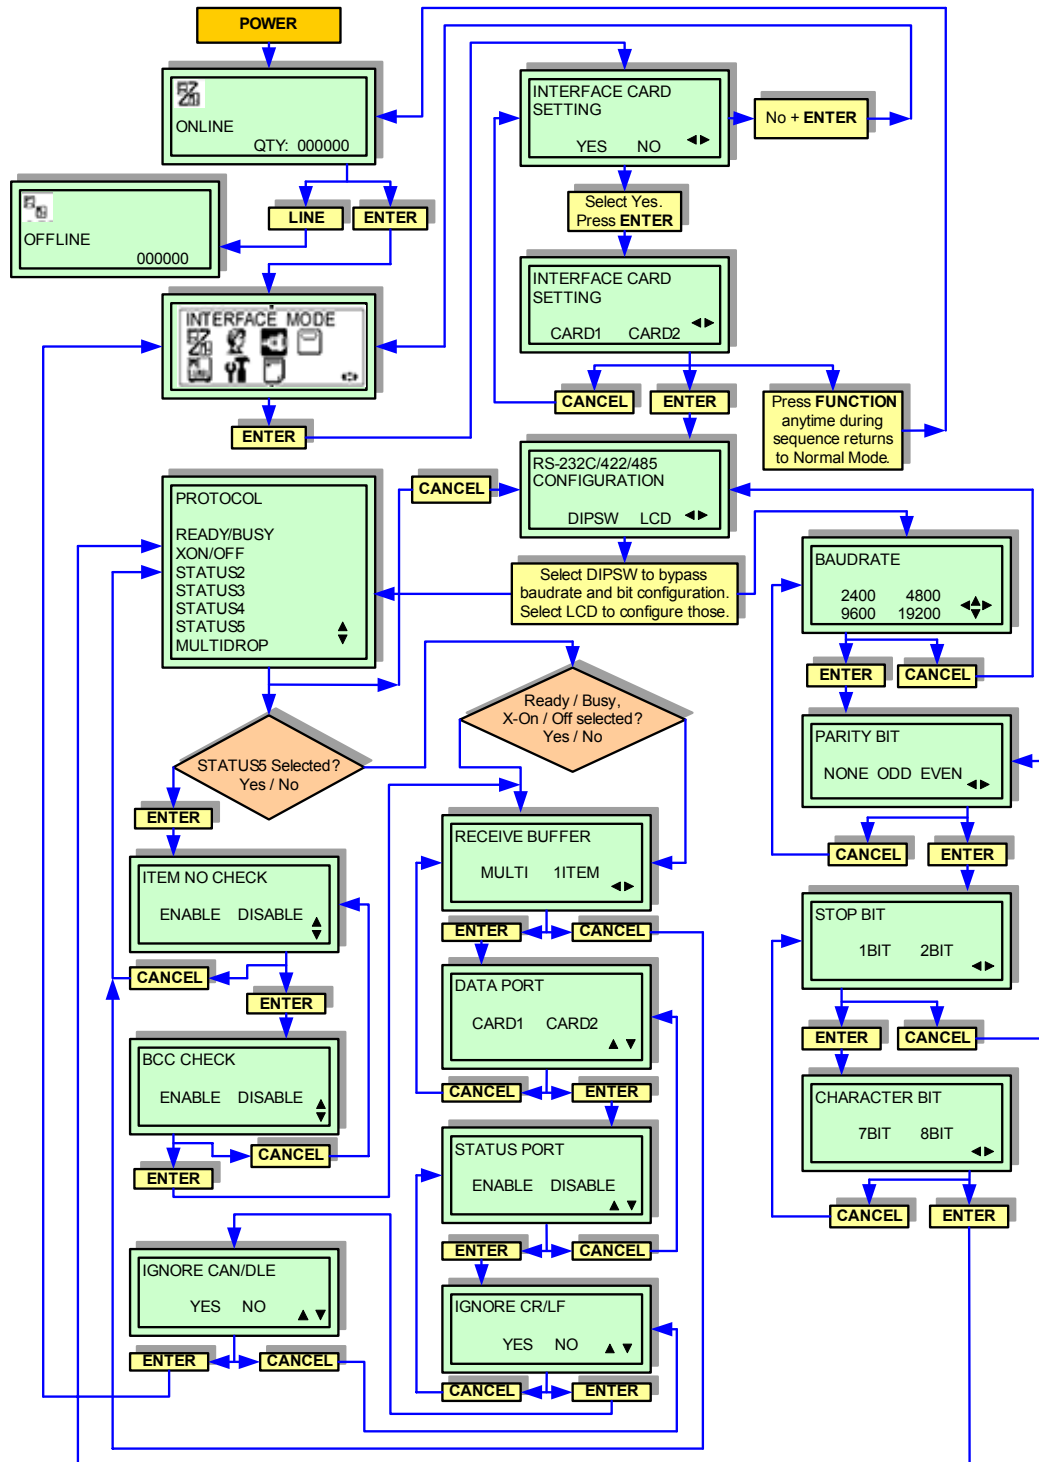 POWER
ONLINE
QTY: 000000
LINE
ENTER
OFFLINE
000000
INTERFACE MODE
ENTER
INTERFACE CARD
SETTING
YES NO
No + ENTER
Select Yes.
Press ENTER
INTERFACE CARD
SETTING
CARD1 CARD2
CANCEL
ENTER
Press FUNCTION
anytime during
sequence returns
to Normal Mode.
RS-232C/422/485
CONFIGURATION
DIPSW LCD
CANCEL
Select DIPSW to bypass
baudrate and bit configuration.
Select LCD to configure those.
PROTOCOL
READY/BUSY
XON/OFF
STATUS2
STATUS3
STATUS4
STATUS5
MULTIDROP
BAUDRATE
2400 4800
9600 19200
ENTER
CANCEL
PARITY BIT
NONE ODD EVEN
CANCEL
ENTER
STOP BIT
1BIT 2BIT
ENTER
CANCEL
CHARACTER BIT
7BIT 8BIT
CANCEL
ENTER
STATUS5 Selected?
Yes / No
Ready / Busy,
X-On / Off selected?
Yes / No
ENTER
ITEM NO CHECK
ENABLE DISABLE
CANCEL
ENTER
BCC CHECK
ENABLE DISABLE
CANCEL
ENTER
RECEIVE BUFFER
MULTI 1ITEM
ENTER
CANCEL
DATA PORT
CARD1 CARD2
CANCEL
ENTER
STATUS PORT
ENABLE DISABLE
ENTER
CANCEL
IGNORE CR/LF
YES NO
CANCEL
ENTER
IGNORE CAN/DLE
YES NO
ENTER
CANCEL